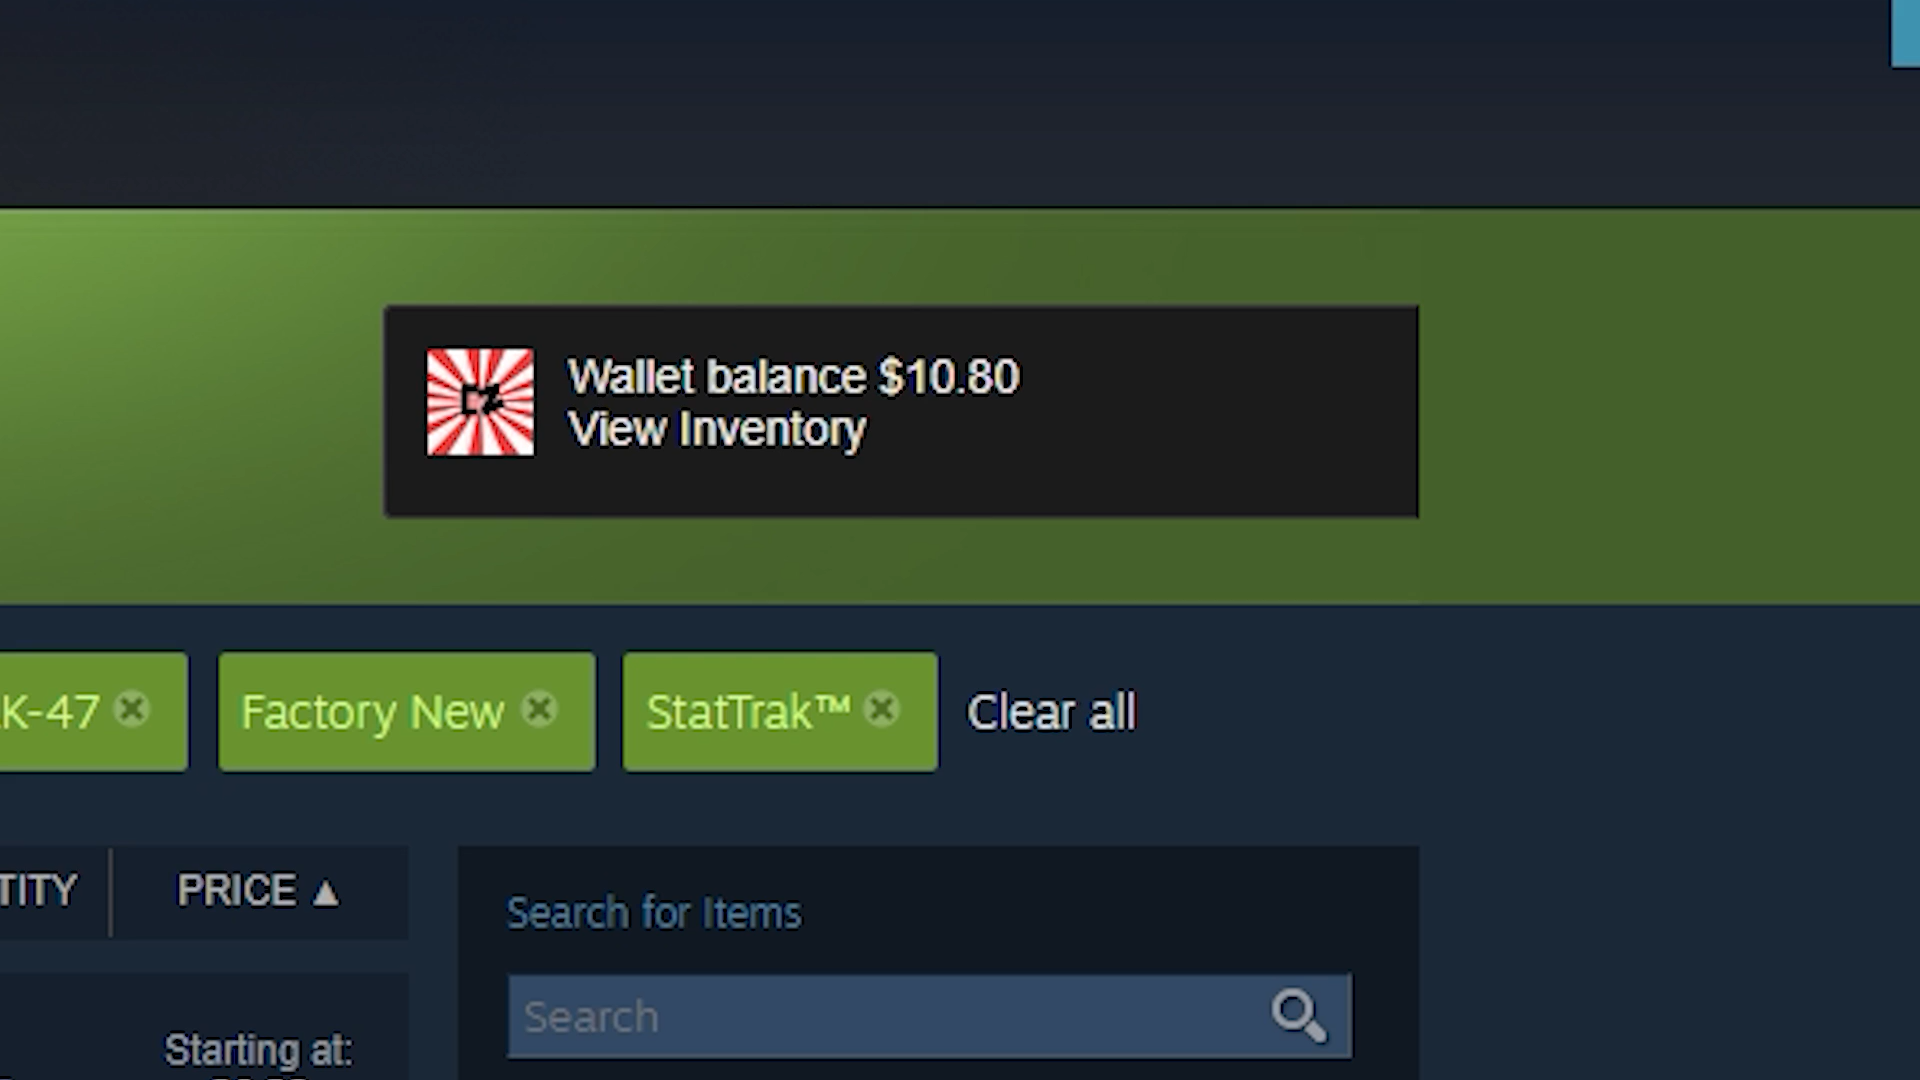 Wallet balance $10.80
View Inventory
K-47
Factory New
StatTrak™
Clear all
TITY
PRICE ▲
Search for Items
Search
Starting at: